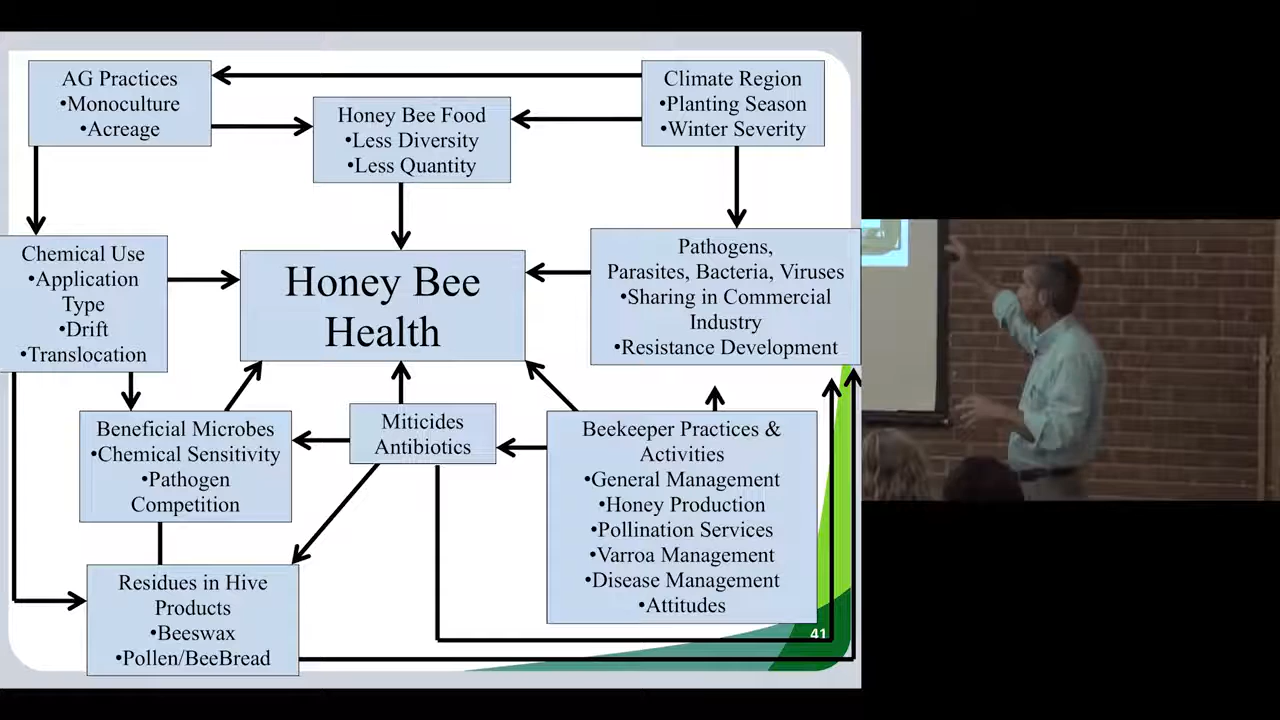 AG Practices
•Monoculture
•Acreage
Climate Region
•Planting Season
•Winter Severity
Honey Bee Food
•Less Diversity
•Less Quantity
Chemical Use
•Application
Type
•Drift
•Translocation
Honey Bee
Health
Pathogens,
Parasites, Bacteria, Viruses
•Sharing in Commercial
Industry
•Resistance Development
Beneficial Microbes
•Chemical Sensitivity
•Pathogen
Competition
Miticides
Antibiotics
Beekeeper Practices &
Activities
•General Management
•Honey Production
•Pollination Services
•Varroa Management
•Disease Management
•Attitudes
Residues in Hive
Products
•Beeswax
•Pollen/BeeBread
41